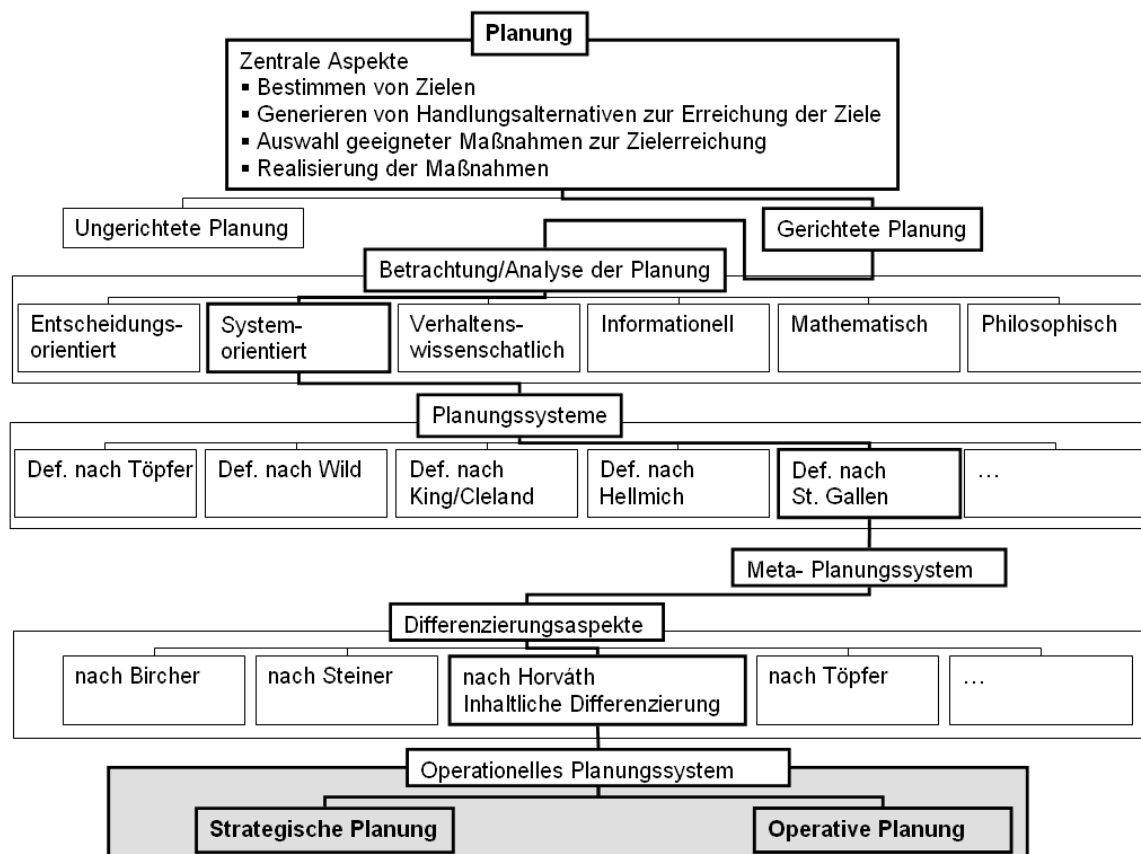 Planung
Zentrale Aspekte
▪ Bestimmen von Zielen
▪ Generieren von Handlungsalternativen zur Erreichung der Ziele
▪ Auswahl geeigneter Maßnahmen zur Zielerreichung
▪ Realisierung der Maßnahmen
Ungerichtete Planung
Gerichtete Planung
Betrachtung/Analyse der Planung
Entscheidungs-
orientiert
System-
orientiert
Verhaltens-
wissenschatlich
Informationell
Mathematisch
Philosophisch
Planungssysteme
Def. nach Töpfer
Def. nach Wild
Def. nach
King/Cleland
Def. nach
Hellmich
Def. nach
St. Gallen
…
Meta- Planungssystem
Differenzierungsaspekte
nach Bircher
nach Steiner
nach Horváth
Inhaltliche Differenzierung
nach Töpfer
…
Operationelles Planungssystem
Strategische Planung
Operative Planung